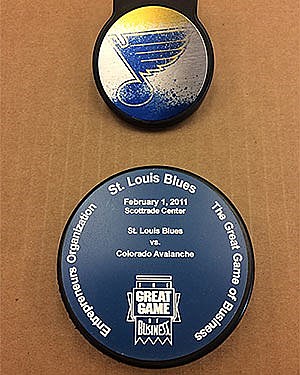 St. Louis Blues
February 1, 2011
Scottrade Center
St. Louis Blues
vs.
Colorado Avalanche
Entrepreneurs Organization
The Great Game of Business
THE
GREAT
GAME
OF
BUSINESS